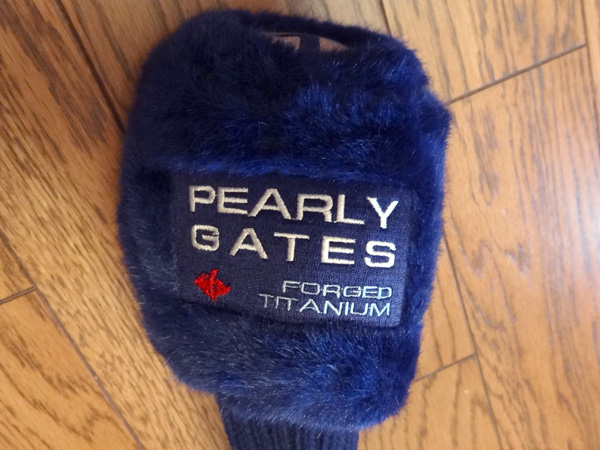 PEARLY
GATES
FORGED
TITANIUM